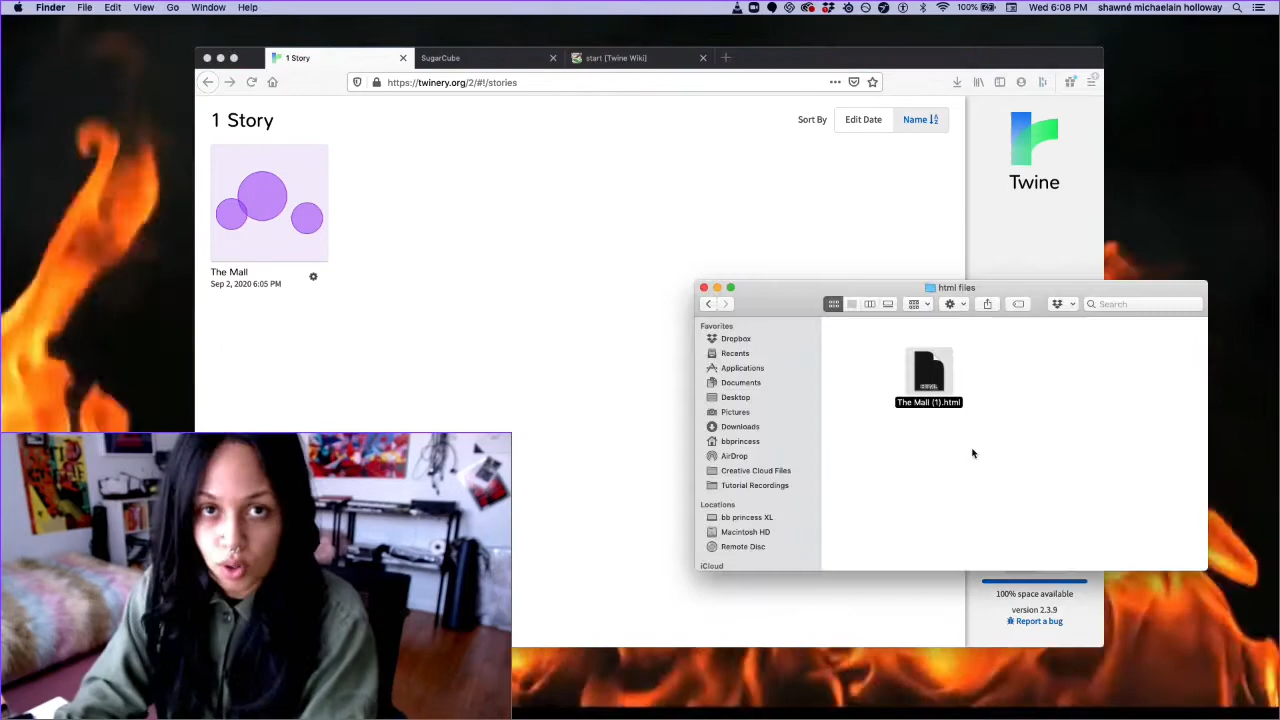 Finder File Edit View Go Window Help
100% Wed 6:08 PM shawné michaelain holloway
1 Story
SugarCube
start [Twine Wiki]
https://twinery.org/2/#!/stories
1 Story
Sort By Edit Date Name
Twine
The Mall
Sep 2, 2020 6:05 PM
html files
Search
Favorites
Dropbox
Recents
Applications
Documents
Desktop
Pictures
Downloads
bbprincess
AirDrop
Creative Cloud Files
Tutorial Recordings
Locations
bb princess XL
Macintosh HD
Remote Disc
iCloud
The Mall (1).html
100% space available
version 2.3.9
Report a bug